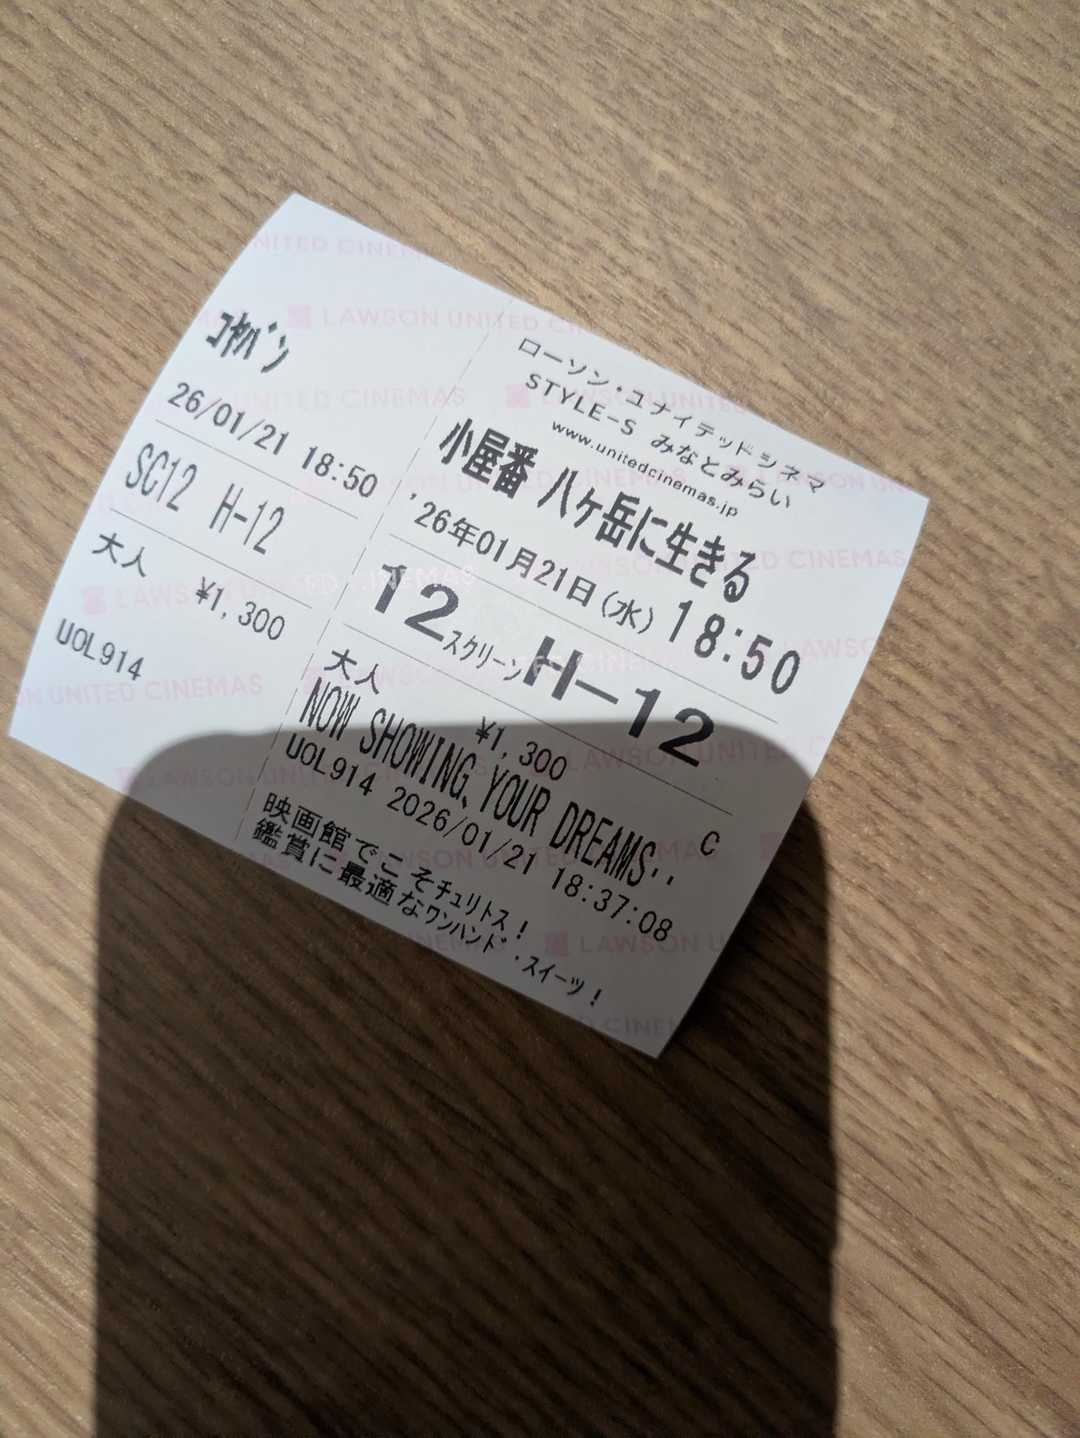 コヤバン
26/01/21 18:50
SC12 H-12
大人
¥1,300
UOL914
ローソン・ユナイテッドシネマ
STYLE-S みなとみらい
www.unitedcinemas.jp
小屋番 八ヶ岳に生きる
'26年01月21日(水) 18:50
12スクリーン H-12
大人 ¥1,300 C
NOW SHOWING、YOUR DREAMS‥
UOL914 2026/01/21 18:37:08
映画館でこそチュリトス!
鑑賞に最適なワンハンド・スイーツ!
LAWSON UNITED CINEMAS